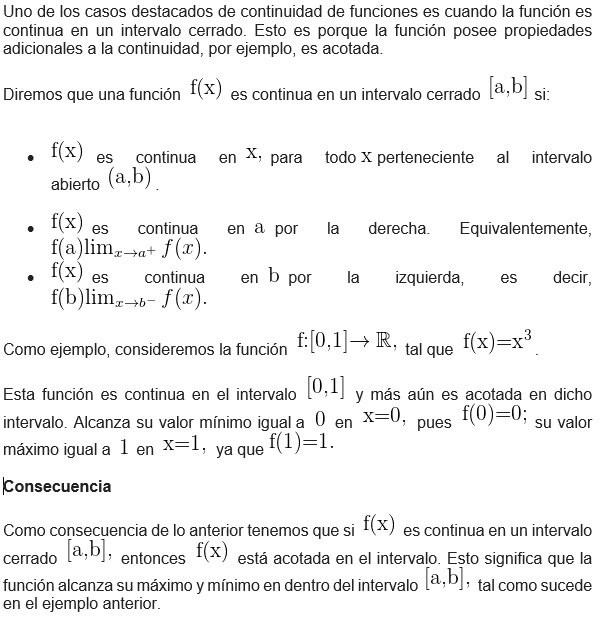 Uno de los casos destacados de continuidad de funciones es cuando la función es
continua en un intervalo cerrado. Esto es porque la función posee propiedades
adicionales a la continuidad, por ejemplo, es acotada.
Diremos que una función f(x) es continua en un intervalo cerrado [a,b] si:
• f(x) es continua en x, para todo x perteneciente al intervalo
abierto (a,b).
• f(x) es continua en a por la derecha. Equivalentemente,
f(a)lim_{x→a⁺} f(x).
• f(x) es continua en b por la izquierda, es decir,
f(b)lim_{x→b⁻} f(x).
Como ejemplo, consideremos la función f:[0,1]→ ℝ, tal que f(x)=x³.
Esta función es continua en el intervalo [0,1] y más aún es acotada en dicho
intervalo. Alcanza su valor mínimo igual a 0 en x=0, pues f(0)=0; su valor
máximo igual a 1 en x=1, ya que f(1)=1.
Consecuencia
Como consecuencia de lo anterior tenemos que si f(x) es continua en un intervalo
cerrado [a,b], entonces f(x) está acotada en el intervalo. Esto significa que la
función alcanza su máximo y mínimo en dentro del intervalo [a,b], tal como sucede
en el ejemplo anterior.